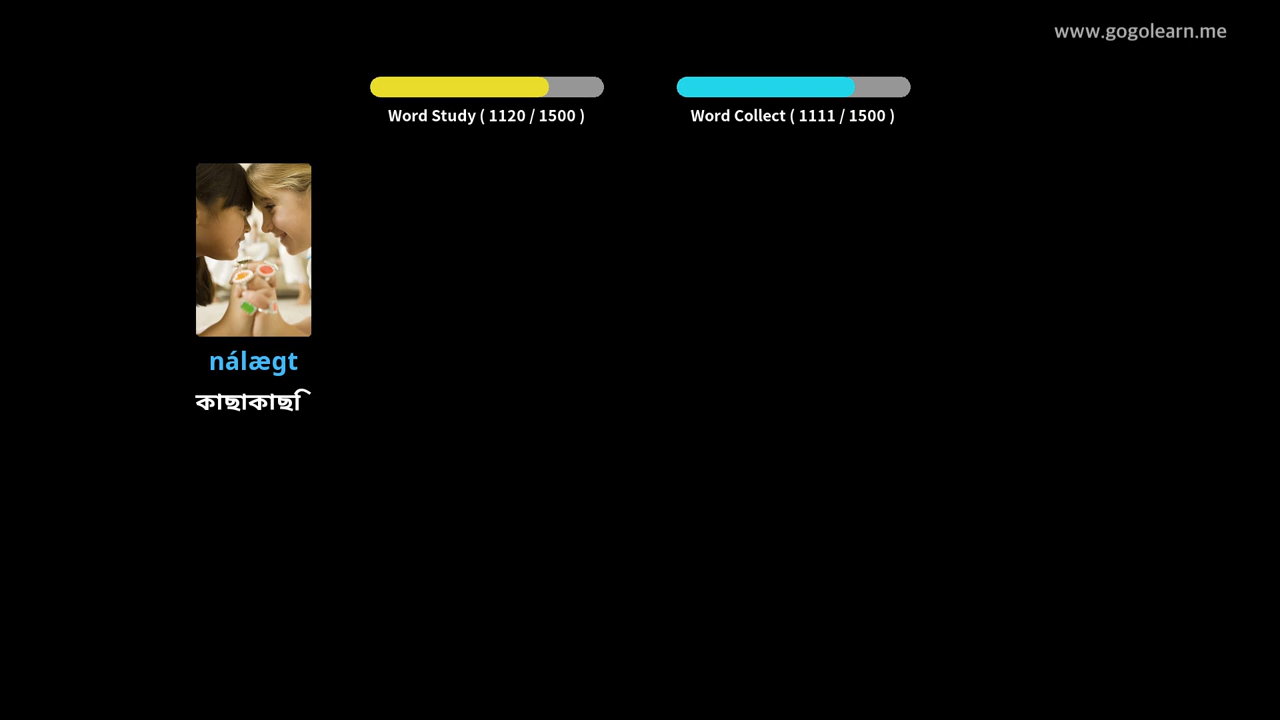 www.gogolearn.me
Word Study ( 1120 / 1500 )
Word Collect ( 1111 / 1500 )
nálægt
কাছাকাছি